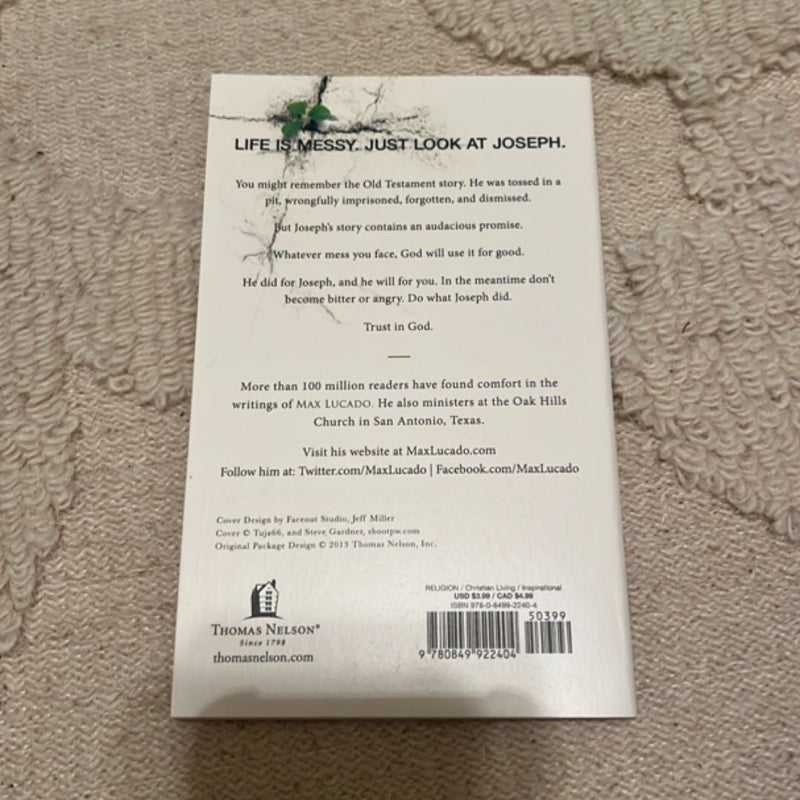 LIFE IS MESSY. JUST LOOK AT JOSEPH.
You might remember the Old Testament story. He was tossed in a
pit, wrongfully imprisoned, forgotten, and dismissed.
But Joseph's story contains an audacious promise.
Whatever mess you face, God will use it for good.
He did for Joseph, and he will for you. In the meantime don't
become bitter or angry. Do what Joseph did.
Trust in God.
More than 100 million readers have found comfort in the
writings of MAX LUCADO. He also ministers at the Oak Hills
Church in San Antonio, Texas.
Visit his website at MaxLucado.com
Follow him at: Twitter.com/MaxLucado | Facebook.com/MaxLucado
Cover Design by Faceout Studio, Jeff Miller
Cover © Tuja66, and Steve Gardner, shootpw.com
Original Package Design © 2013 Thomas Nelson, Inc.
THOMAS NELSON®
Since 1798
thomasnelson.com
RELIGION / Christian Living / Inspirational
USD $3.99 / CAD $4.99
ISBN 978-0-8499-2240-4
50399
9 780849 922404